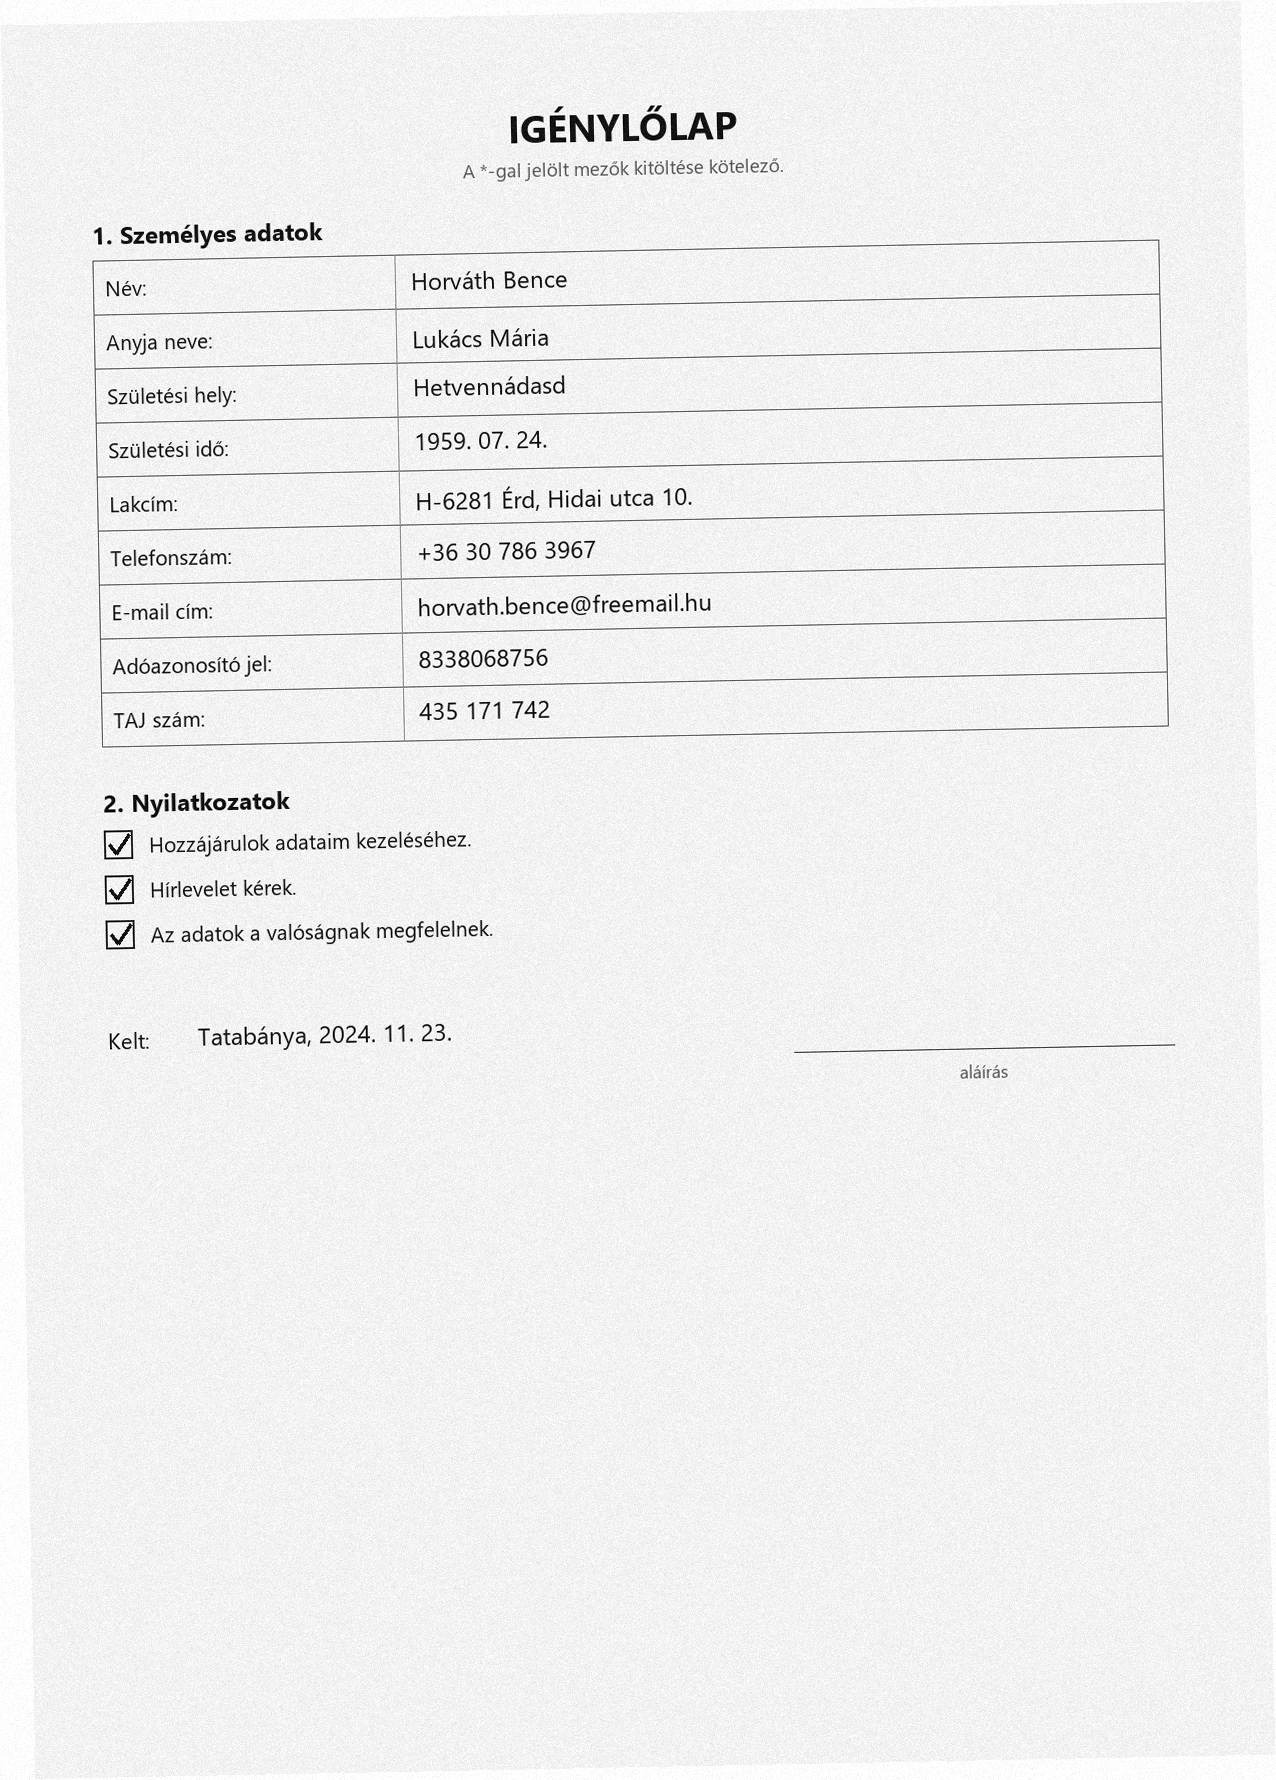 IGÉNYLŐLAP
A *-gal jelölt mezők kitöltése kötelező.
1. Személyes adatok
Név: Horváth Bence
Anyja neve: Lukács Mária
Születési hely: Hetvennádasd
Születési idő: 1959. 07. 24.
Lakcím: H-6281 Érd, Hidai utca 10.
Telefonszám: +36 30 786 3967
E-mail cím: horvath.bence@freemail.hu
Adóazonosító jel: 8338068756
TAJ szám: 435 171 742
2. Nyilatkozatok
Hozzájárulok adataim kezeléséhez.
Hírlevelet kérek.
Az adatok a valóságnak megfelelnek.
Kelt: Tatabánya, 2024. 11. 23.
aláírás